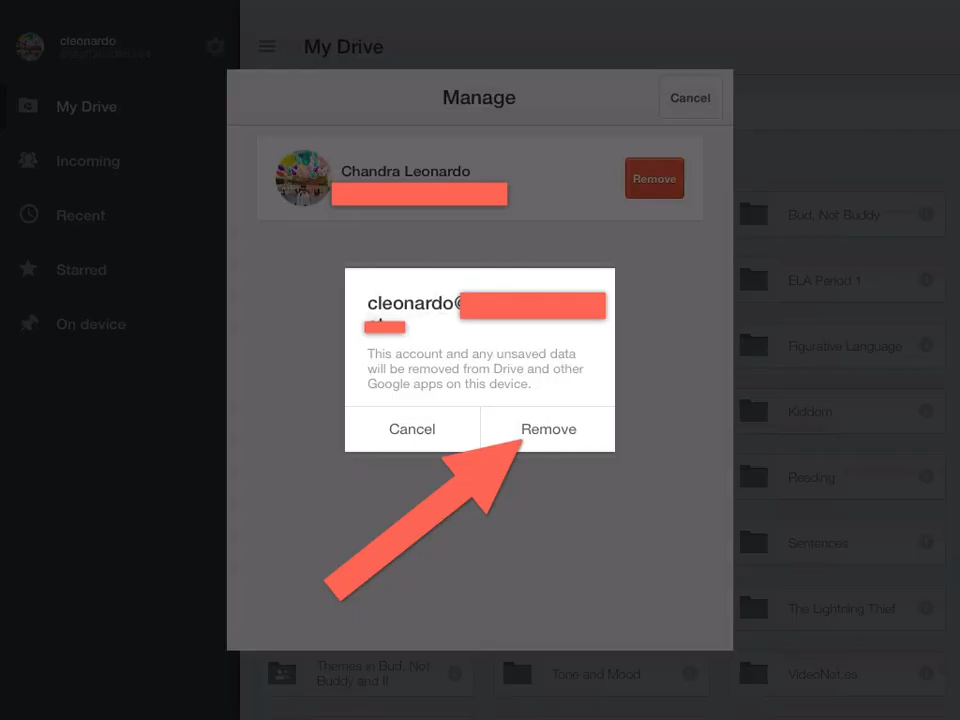 cleonardo
My Drive
Manage
Cancel
My Drive
Incoming
Recent
Starred
On device
Chandra Leonardo
Remove
cleonardo@
This account and any unsaved data
will be removed from Drive and other
Google apps on this device.
Cancel
Remove
Bud, Not Buddy
ELA Period 1
Figurative Language
Kiddom
Reading
Sentences
The Lightning Thief
Themes in Bud, Not
Buddy and II
Tone and Mood
VideoNot.es